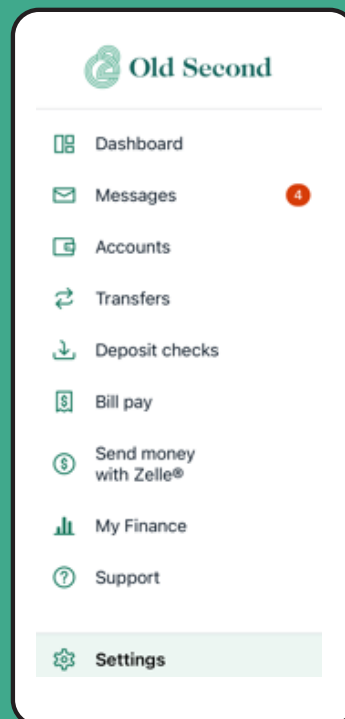 Old Second
Dashboard
Messages 4
Accounts
Transfers
Deposit checks
Bill pay
Send money
with Zelle®
My Finance
Support
Settings